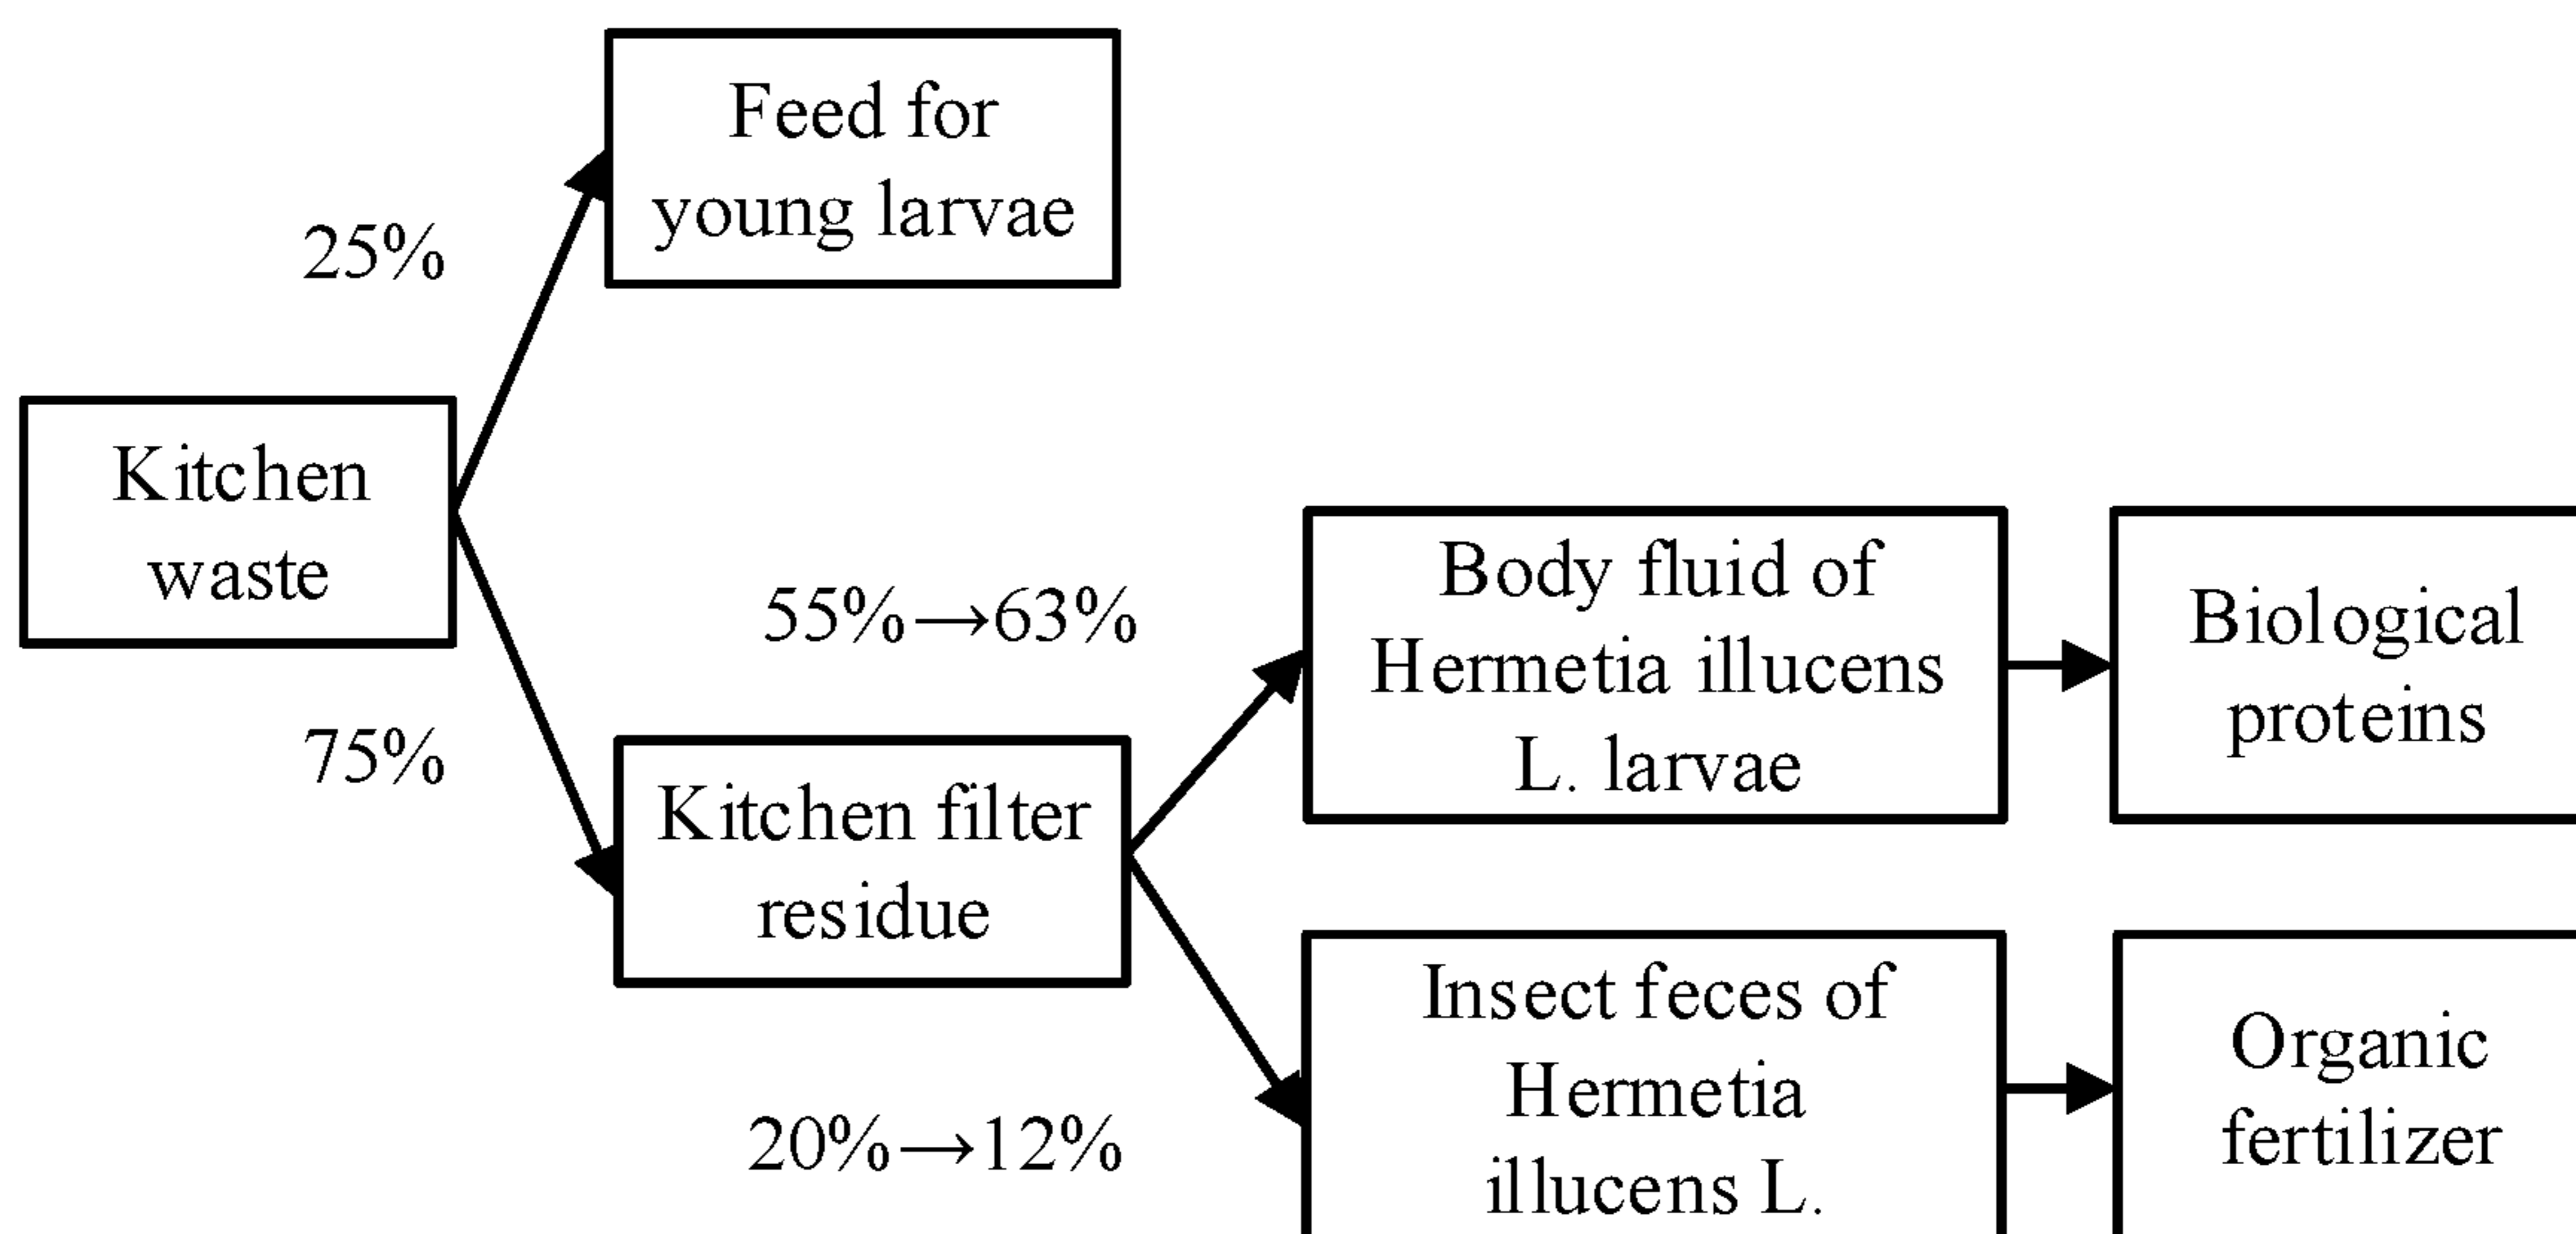 Feed for
young larvae
25%
Kitchen
waste
75%
55%→63%
Kitchen filter
residue
20%→12%
Body fluid of
Hermetia illucens
L. larvae
Biological
proteins
Insect feces of
Hermetia
illucens L.
Organic
fertilizer